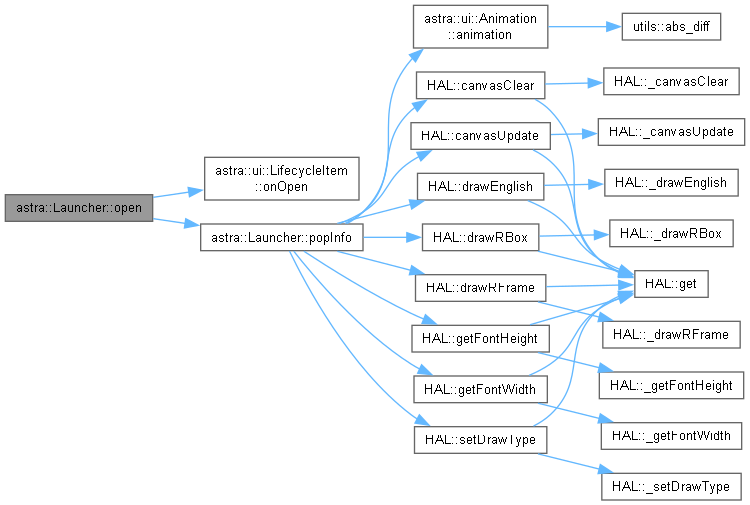 astra::Launcher::open
astra::ui::LifecycleItem
::onOpen
astra::Launcher::popInfo
astra::ui::Animation
::animation
HAL::canvasClear
HAL::canvasUpdate
HAL::drawEnglish
HAL::drawRBox
HAL::drawRFrame
HAL::getFontHeight
HAL::getFontWidth
HAL::setDrawType
utils::abs_diff
HAL::_canvasClear
HAL::_canvasUpdate
HAL::_drawEnglish
HAL::_drawRBox
HAL::get
HAL::_drawRFrame
HAL::_getFontHeight
HAL::_getFontWidth
HAL::_setDrawType